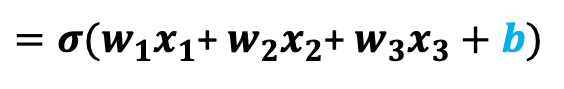 = σ(w₁x₁+ w₂x₂+ w₃x₃ + b)